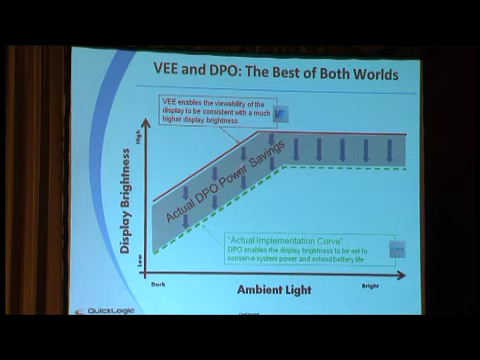 VEE and DPO: The Best of Both Worlds
VEE enables the viewability of the
display to be consistent with a much
higher display brightness
High
Display Brightness
Low
Actual DPO Power Savings
"Actual Implementation Curve"
DPO enables the display brightness to be set to
conserve system power and extend battery life
Dark
Ambient Light
Bright
QuickLogic